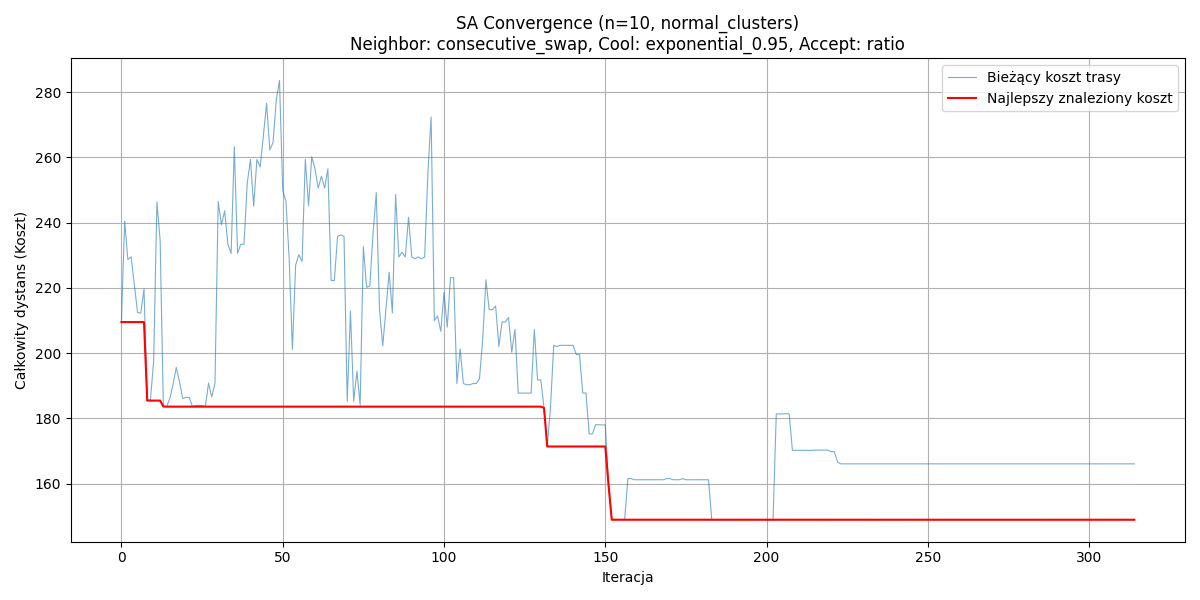 SA Convergence (n=10, normal_clusters)
Neighbor: consecutive_swap, Cool: exponential_0.95, Accept: ratio
Bieżący koszt trasy
Najlepszy znaleziony koszt
Całkowity dystans (Koszt)
280
260
240
220
200
180
160
0 50 100 150 200 250 300
Iteracja